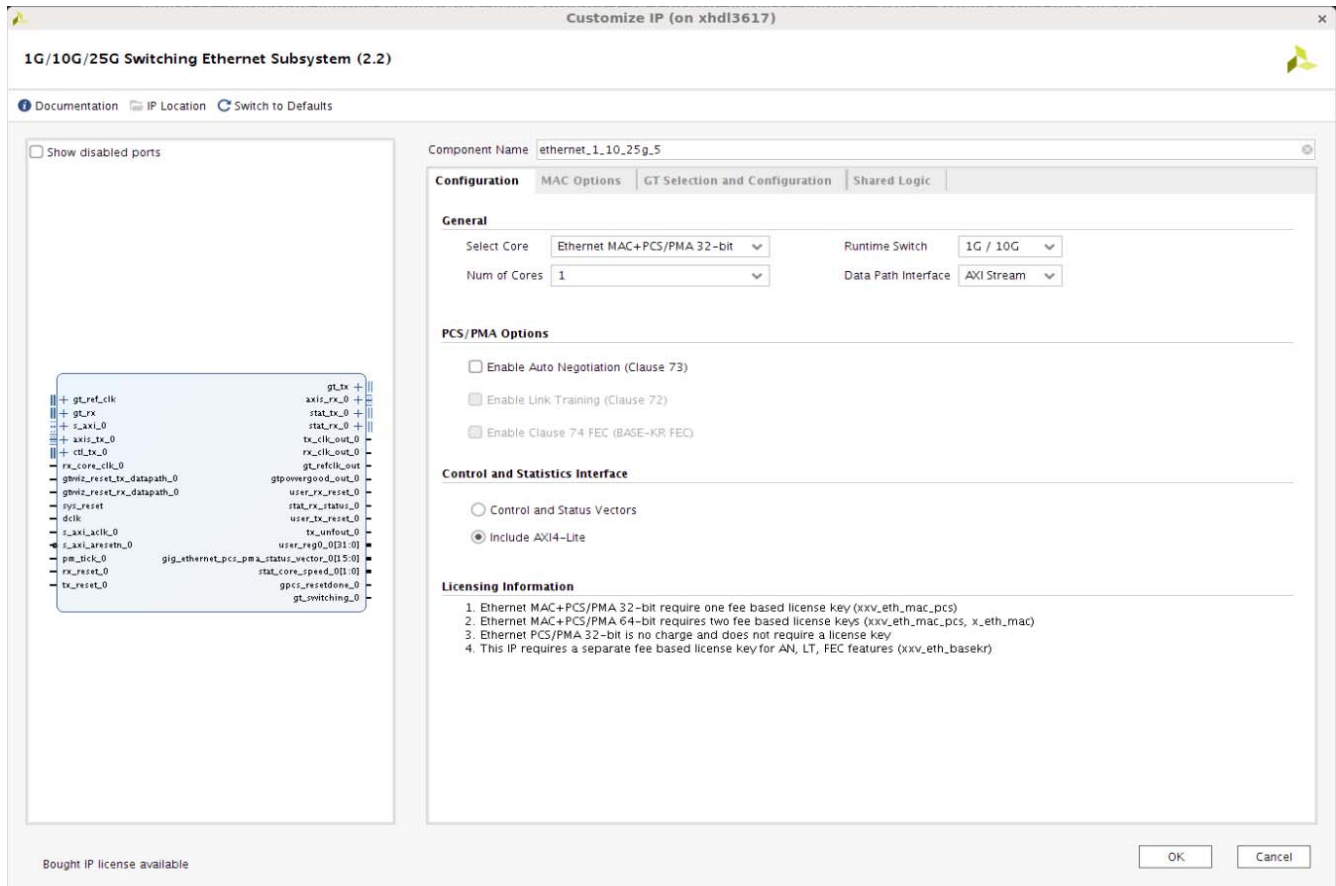 Customize IP (on xhdl3617)
1G/10G/25G Switching Ethernet Subsystem (2.2)
Documentation IP Location Switch to Defaults
Show disabled ports
gt_ref_clk
gt_rx
s_axi_0
axis_tx_0
ctl_tx_0
rx_core_clk_0
gtwiz_reset_tx_datapath_0
gtwiz_reset_rx_datapath_0
sys_reset
dclk
s_axi_aclk_0
s_axi_aresetn_0
pm_tick_0
rx_reset_0
tx_reset_0
gt_tx
axis_rx_0
stat_tx_0
stat_rx_0
tx_clk_out_0
rx_clk_out_0
gt_refclk_out
gtpowergood_out_0
user_rx_reset_0
stat_rx_status_0
user_tx_reset_0
tx_unfout_0
user_reg0_0[31:0]
gig_ethernet_pcs_pma_status_vector_0[15:0]
stat_core_speed_0[1:0]
gpcs_resetdone_0
gt_switching_0
Component Name ethernet_1_10_25g_5
Configuration MAC Options GT Selection and Configuration Shared Logic
General
Select Core Ethernet MAC+PCS/PMA 32-bit Runtime Switch 1G / 10G
Num of Cores 1 Data Path Interface AXI Stream
PCS/PMA Options
Enable Auto Negotiation (Clause 73)
Enable Link Training (Clause 72)
Enable Clause 74 FEC (BASE-KR FEC)
Control and Statistics Interface
Control and Status Vectors
Include AXI4-Lite
Licensing Information
1. Ethernet MAC+PCS/PMA 32-bit require one fee based license key (xxv_eth_mac_pcs)
2. Ethernet MAC+PCS/PMA 64-bit requires two fee based license keys (xxv_eth_mac_pcs, x_eth_mac)
3. Ethernet PCS/PMA 32-bit is no charge and does not require a license key
4. This IP requires a separate fee based license key for AN, LT, FEC features (xxv_eth_basekr)
Bought IP license available
OK Cancel